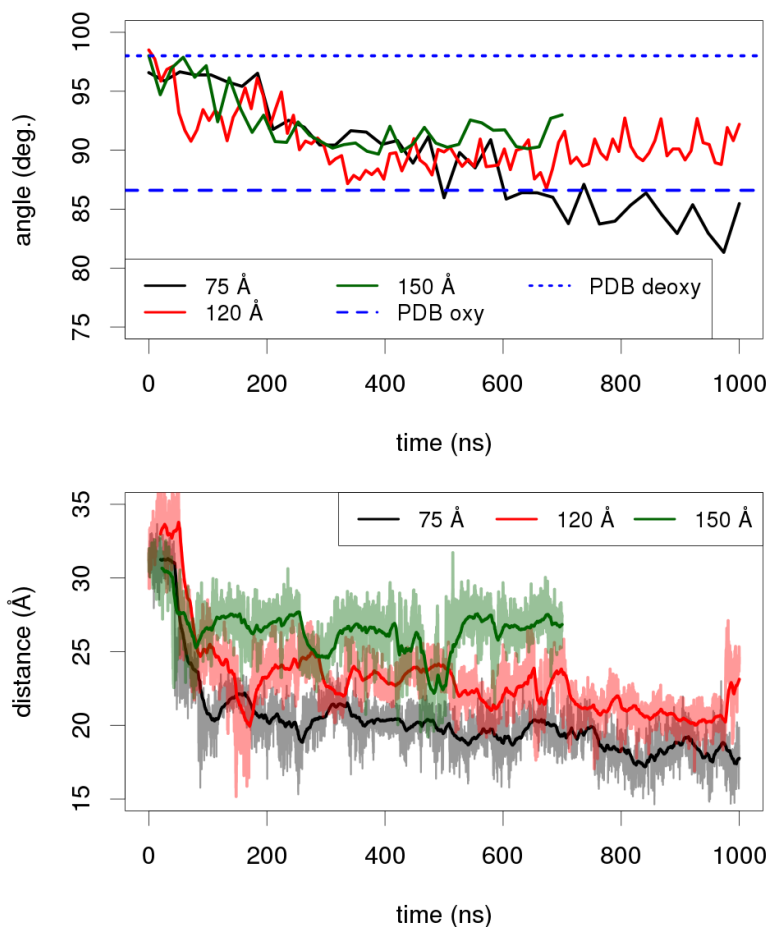 100
95
90
85
80
75
angle (deg.)
75 Å 150 Å PDB deoxy
120 Å PDB oxy
0 200 400 600 800 1000
time (ns)
35
30
25
20
15
distance (Å)
75 Å 120 Å 150 Å
0 200 400 600 800 1000
time (ns)